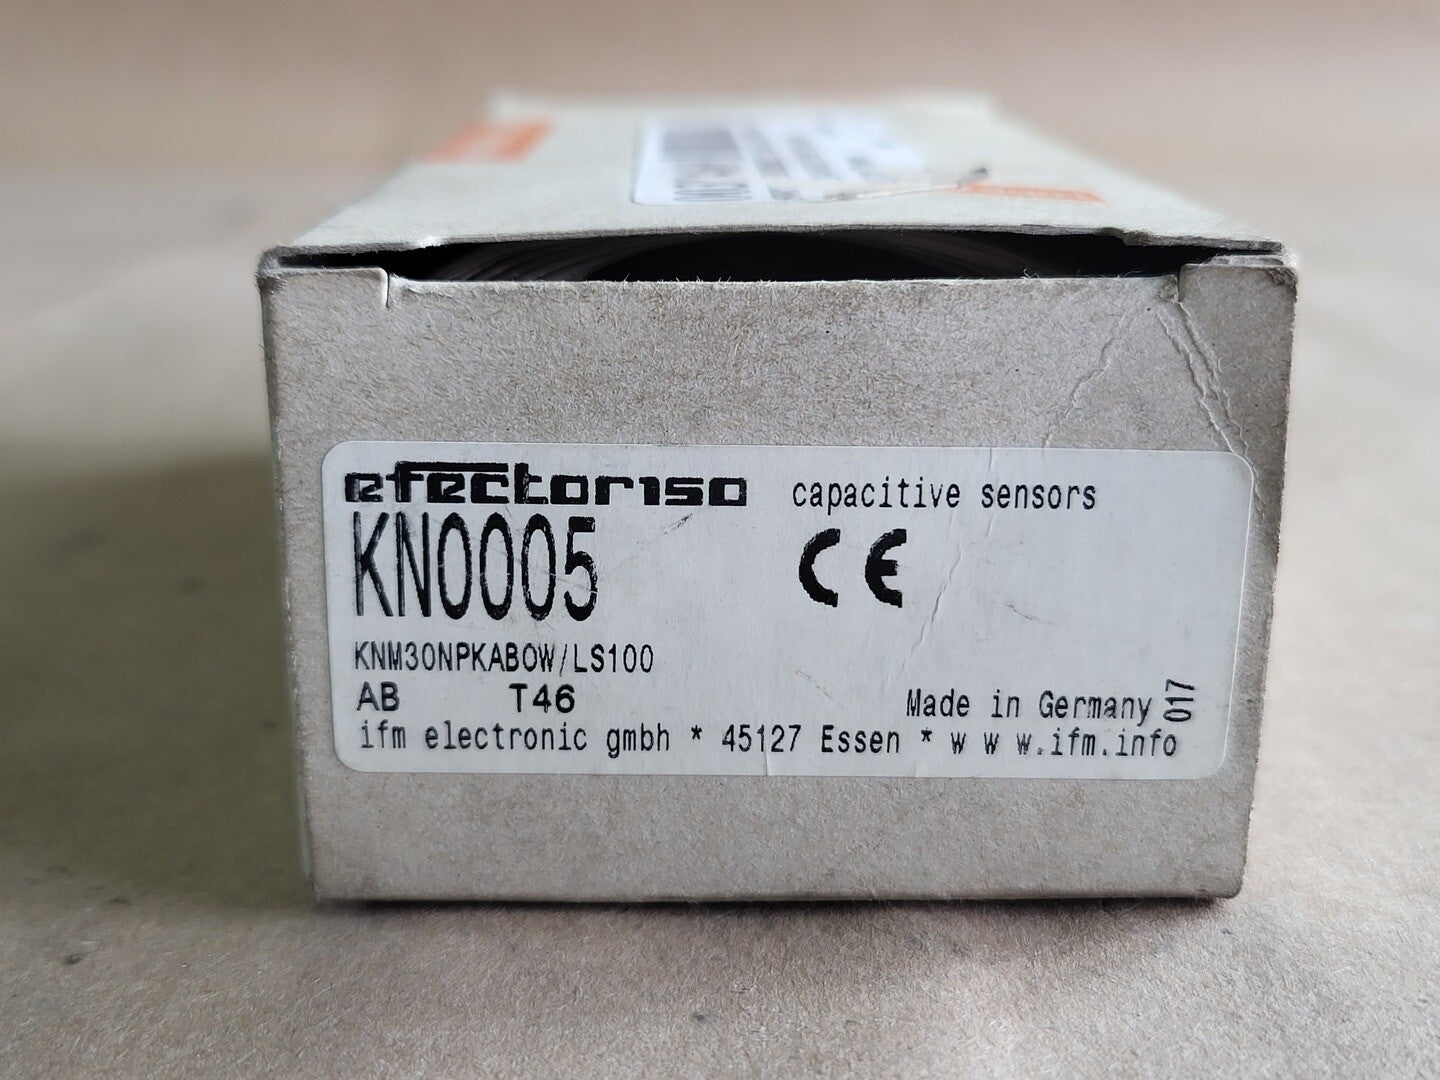 efector150 capacitive sensors
KN0005
CE
KNM30NPKABOW/LS100
AB T46
Made in Germany 017
ifm electronic gmbh * 45127 Essen * w w w.ifm.info